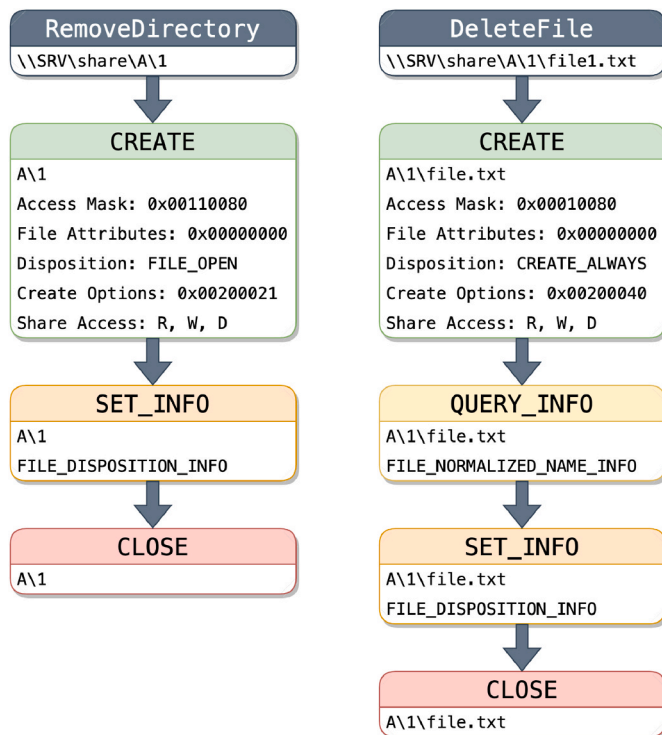 RemoveDirectory
\\SRV\share\A\1
CREATE
A\1
Access Mask: 0x00110080
File Attributes: 0x00000000
Disposition: FILE_OPEN
Create Options: 0x00200021
Share Access: R, W, D
SET_INFO
A\1
FILE_DISPOSITION_INFO
CLOSE
A\1
DeleteFile
\\SRV\share\A\1\file1.txt
CREATE
A\1\file.txt
Access Mask: 0x00010080
File Attributes: 0x00000000
Disposition: CREATE_ALWAYS
Create Options: 0x00200040
Share Access: R, W, D
QUERY_INFO
A\1\file.txt
FILE_NORMALIZED_NAME_INFO
SET_INFO
A\1\file.txt
FILE_DISPOSITION_INFO
CLOSE
A\1\file.txt